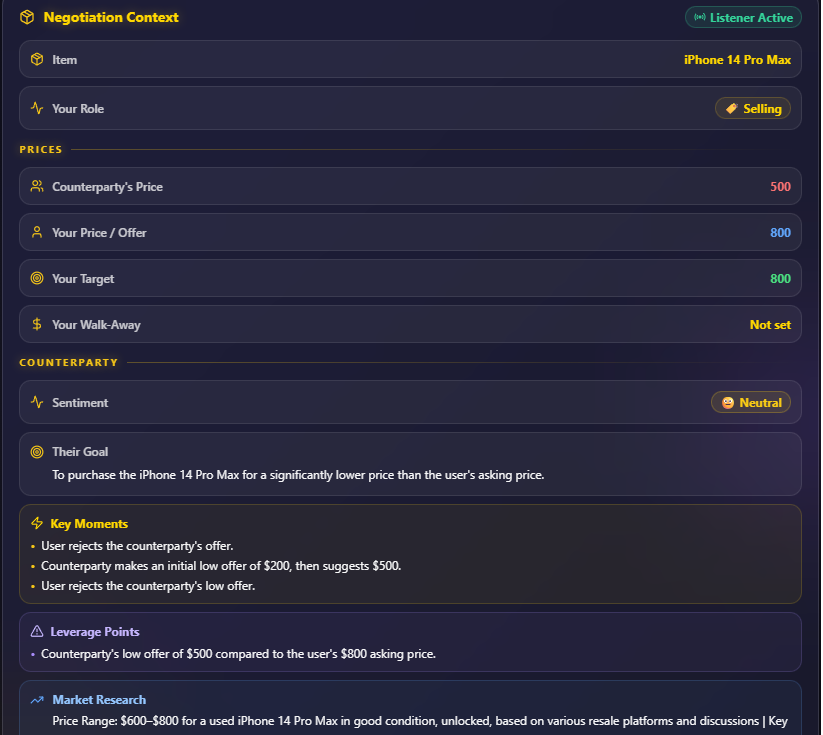 Negotiation Context
Listener Active
Item
iPhone 14 Pro Max
Your Role
Selling
PRICES
Counterparty's Price
500
Your Price / Offer
800
Your Target
800
Your Walk-Away
Not set
COUNTERPARTY
Sentiment
Neutral
Their Goal
To purchase the iPhone 14 Pro Max for a significantly lower price than the user's asking price.
Key Moments
• User rejects the counterparty's offer.
• Counterparty makes an initial low offer of $200, then suggests $500.
• User rejects the counterparty's low offer.
Leverage Points
• Counterparty's low offer of $500 compared to the user's $800 asking price.
Market Research
Price Range: $600–$800 for a used iPhone 14 Pro Max in good condition, unlocked, based on various resale platforms and discussions | Key